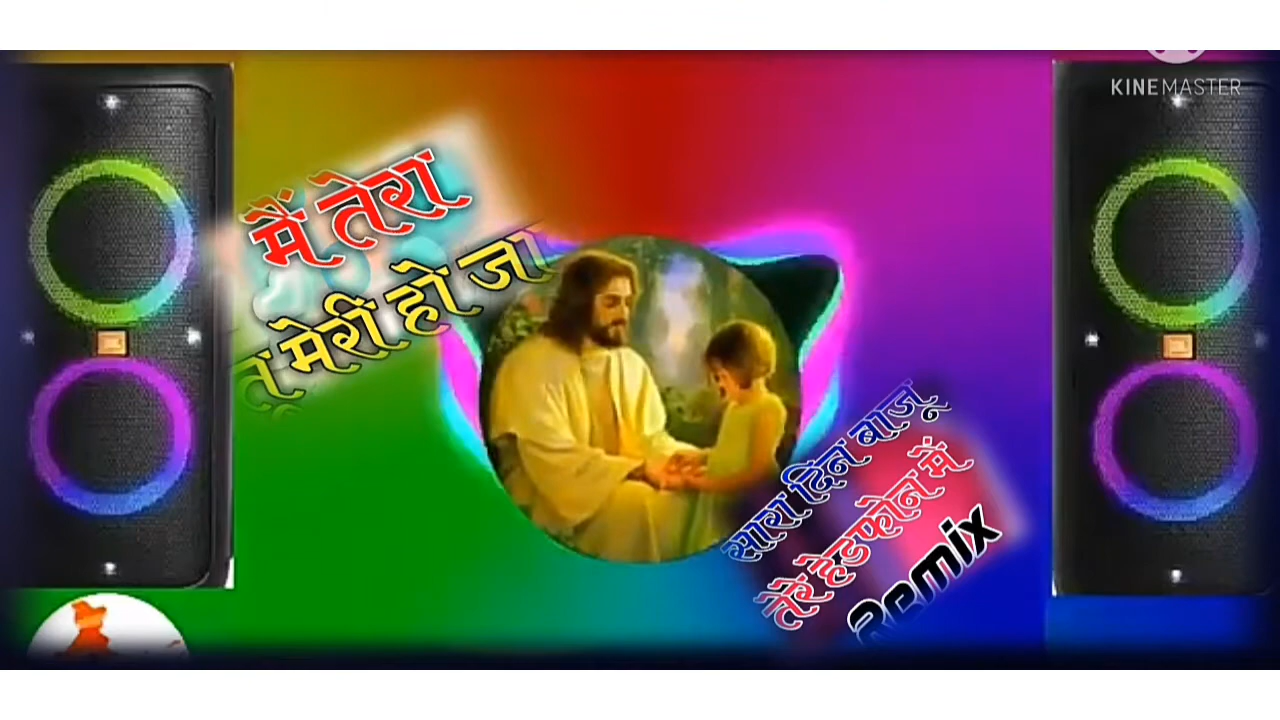 KINEMASTER
मैं तेरा
तू मेरी हो जा
सारा दिन बाजू
तेरे हेडफोन में
Remix